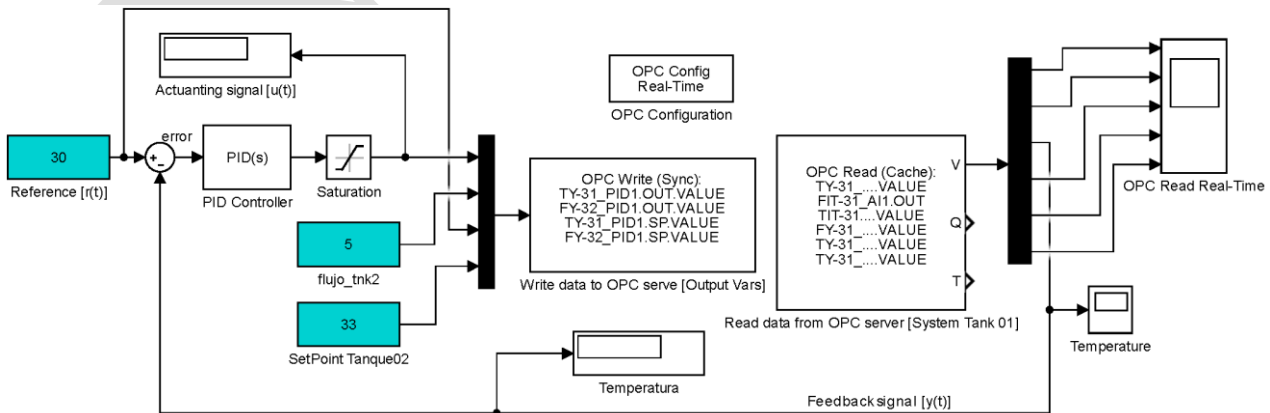 OPC Config
Real-Time
OPC Configuration
Actuanting signal [u(t)]
error
30
Reference [r(t)]
+
-
PID(s)
PID Controller
Saturation
5
flujo_tnk2
33
SetPoint Tanque02
OPC Write (Sync):
TY-31_PID1.OUT.VALUE
FY-32_PID1.OUT.VALUE
TY-31_PID1.SP.VALUE
FY-32_PID1.SP.VALUE
Write data to OPC serve [Output Vars]
Temperatura
OPC Read (Cache):
TY-31_....VALUE
FIT-31_AI1.OUT
TIT-31....VALUE
FY-31_....VALUE
TY-31_....VALUE
TY-31_....VALUE
V
Q
T
Read data from OPC server [System Tank 01]
OPC Read Real-Time
Temperature
Feedback signal [y(t)]